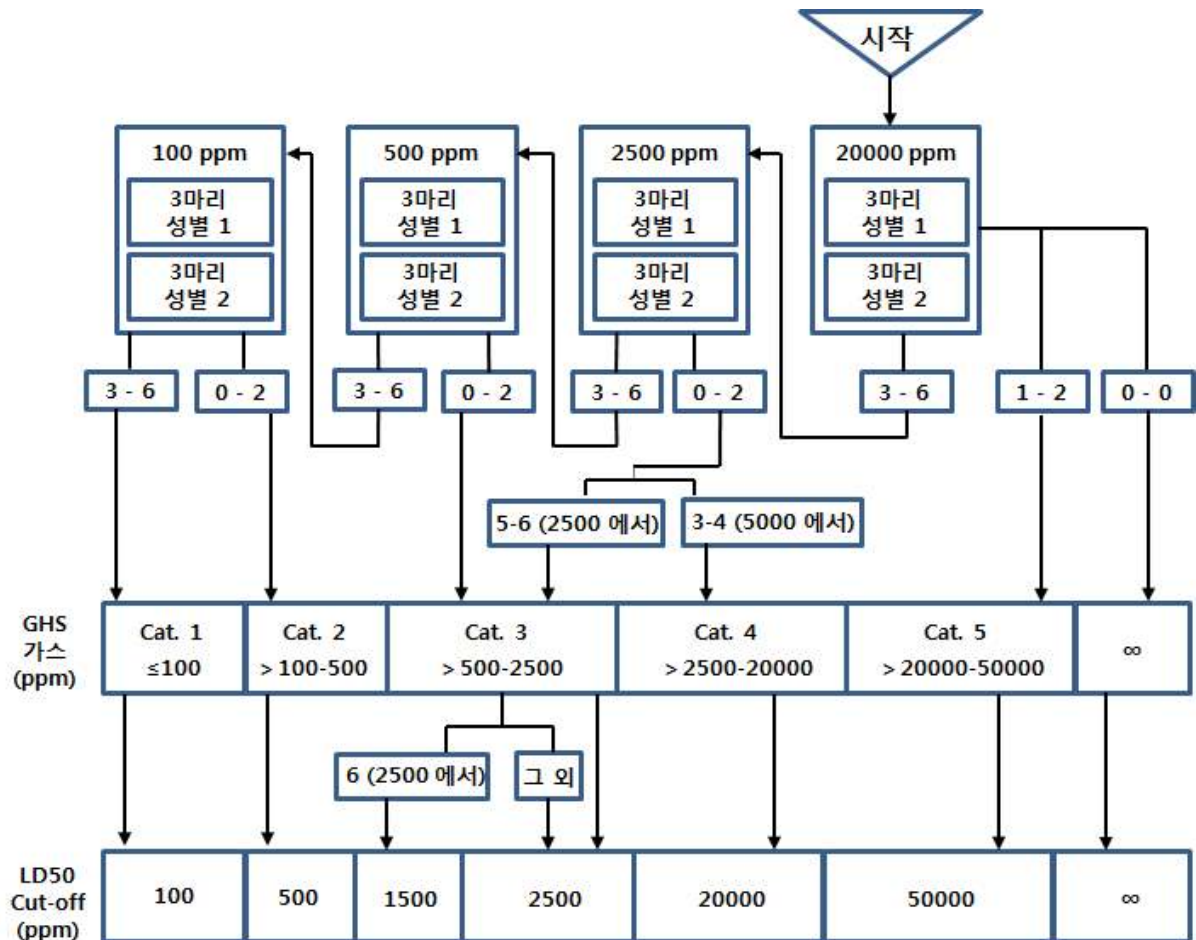 시작
100 ppm
3마리
성별 1
3마리
성별 2
500 ppm
3마리
성별 1
3마리
성별 2
2500 ppm
3마리
성별 1
3마리
성별 2
20000 ppm
3마리
성별 1
3마리
성별 2
3 - 6
0 - 2
3 - 6
0 - 2
3 - 6
0 - 2
3 - 6
1 - 2
0 - 0
5-6 (2500 에서)
3-4 (5000 에서)
GHS
가스
(ppm)
Cat. 1
≤100
Cat. 2
>100-500
Cat. 3
>500-2500
Cat. 4
>2500-20000
Cat. 5
>20000-50000
∞
6 (2500 에서)
그 외
LD50
Cut-off
(ppm)
100
500
1500
2500
20000
50000
∞